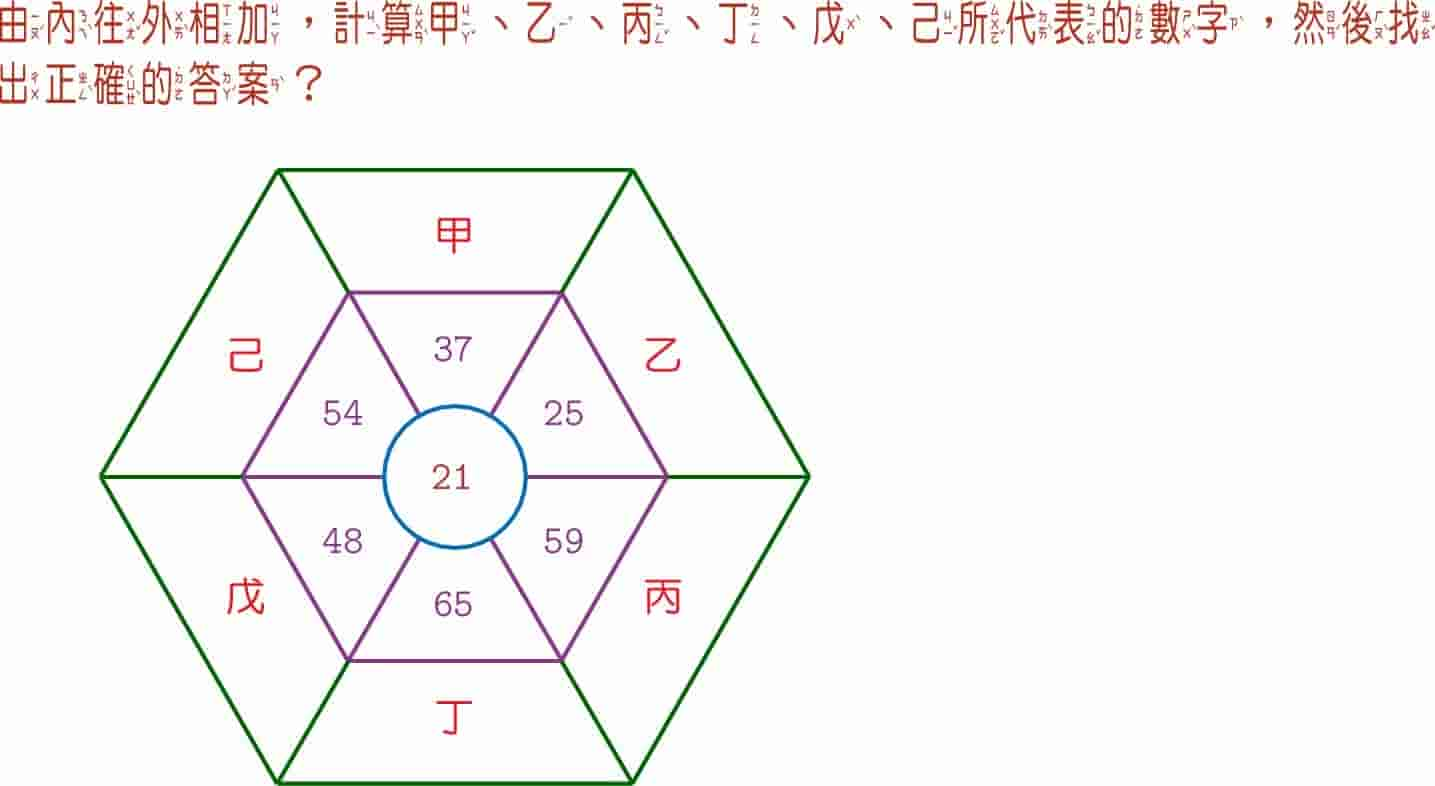 由內往外相加，計算甲、乙、丙、丁、戊、己所代表的數字，然後找
出正確的答案？
甲
37
己
乙
54
25
21
48
59
戊
丙
65
丁